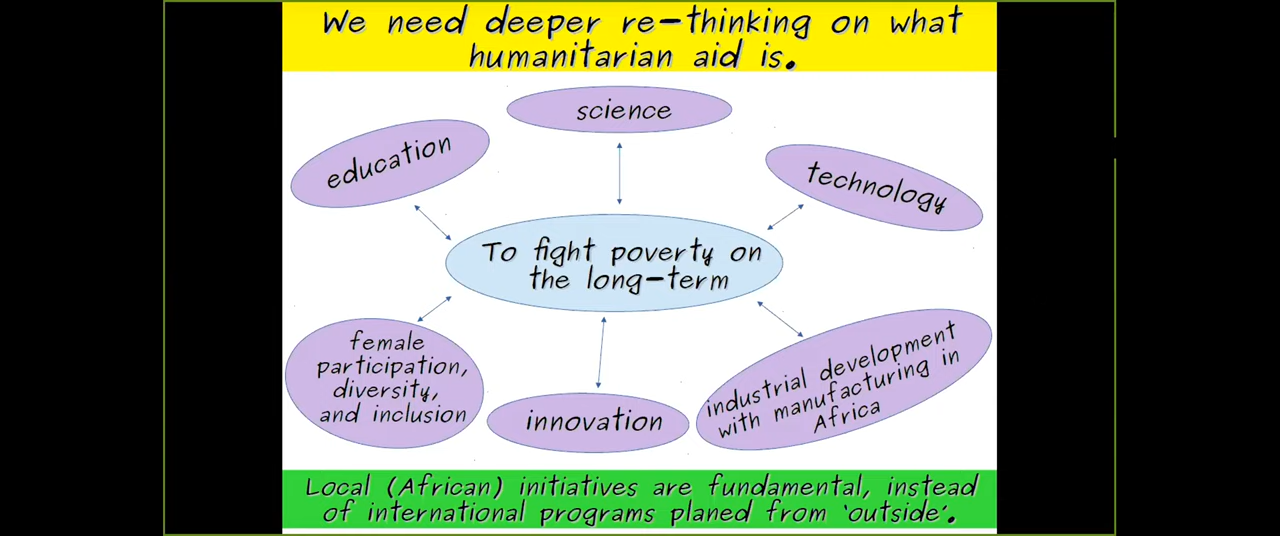 We need deeper re-thinking on what
humanitarian aid is.
science
education
technology
To fight poverty on
the long-term
female
participation,
diversity,
and inclusion
innovation
industrial development
with manufacturing in
Africa
Local (African) initiatives are fundamental, instead
of international programs planed from 'outside'.